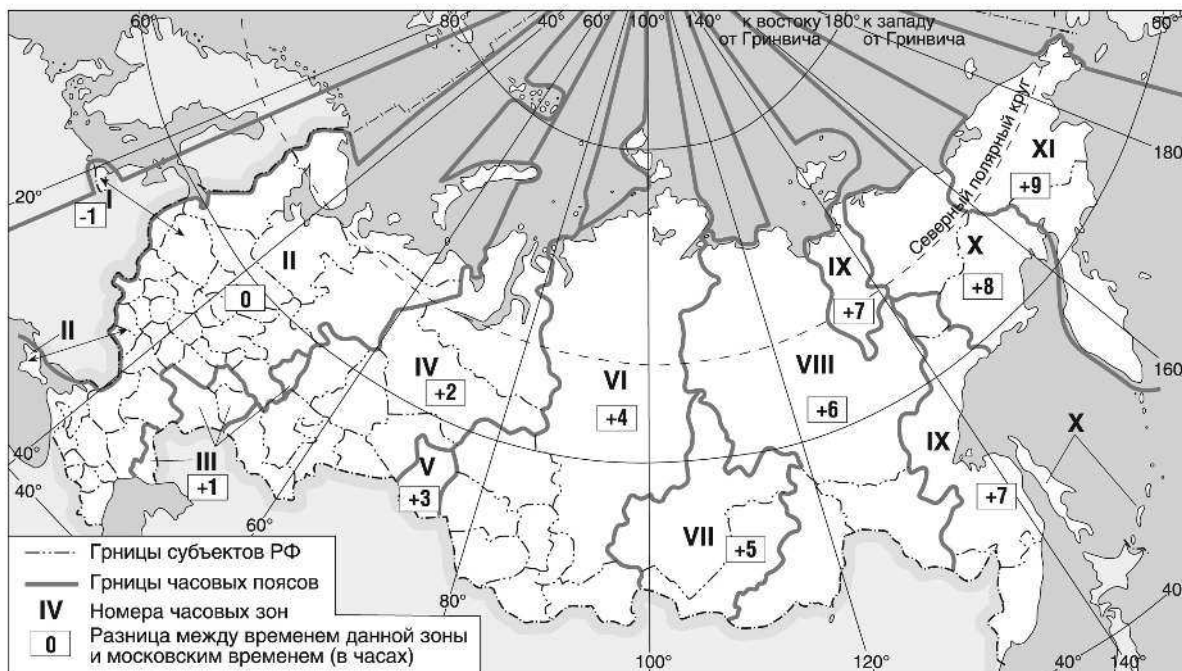 60° 80° 40° 60° 100° 140° к востоку 180° к западу 60°
от Гринвича от Гринвича
60°
Северный полярный круг
180°
XI
+9
20°
I
-1
II
0
X
+8
IX
+7
160°
II
IV
+2
VI
+4
VIII
+6
X
IX
+7
III
+1
V
+3
VII
+5
40°
40°
60°
80°
100°
120°
40° 140°
40°
Грницы субъектов РФ
Грницы часовых поясов
IV Номера часовых зон
0 Разница между временем данной зоны
и московским временем (в часах)